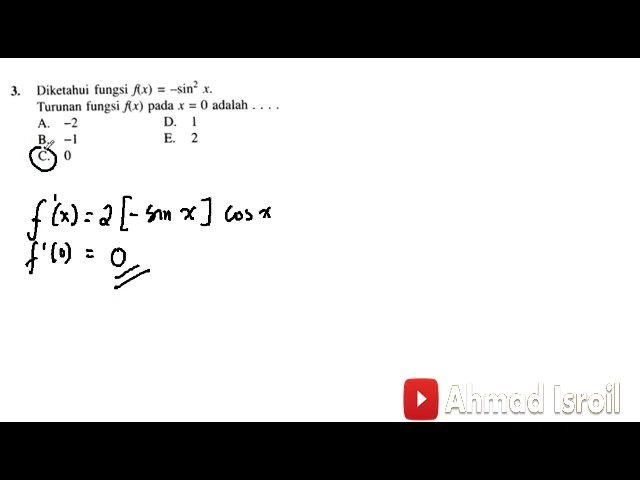 3. Diketahui fungsi f(x) = –sin² x.
Turunan fungsi f(x) pada x = 0 adalah . . . .
A. –2 D. 1
B. –1 E. 2
C. 0
f'(x) = 2 [- sin x] cos x
f'(0) = 0
Ahmad Isroil